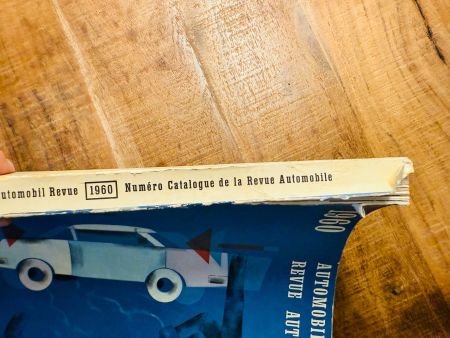 utomobil Revue 1960 Numéro Catalogue de la Revue Automobile
1960
AUTOMOBIL
REVUE AUT